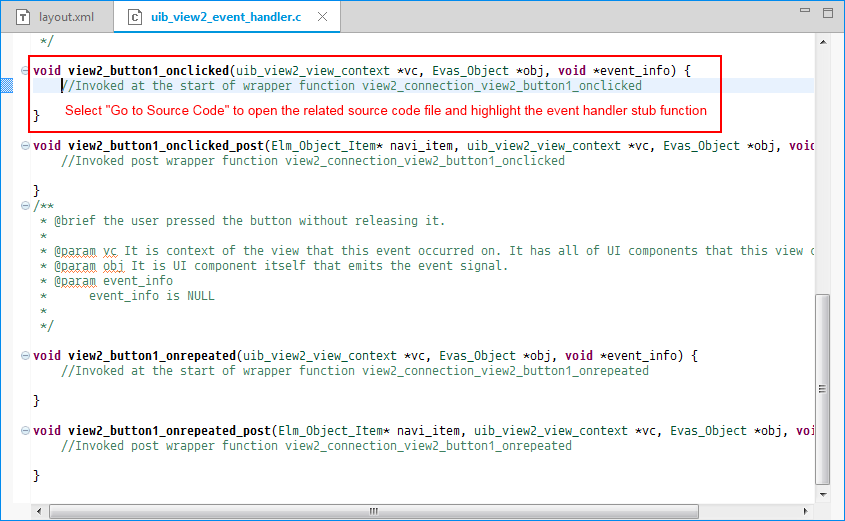 layout.xml
uib_view2_event_handler.c
*/
void view2_button1_onclicked(uib_view2_view_context *vc, Evas_Object *obj, void *event_info) {
//Invoked at the start of wrapper function view2_connection_view2_button1_onclicked
Select "Go to Source Code" to open the related source code file and highlight the event handler stub function
}
void view2_button1_onclicked_post(Elm_Object_Item* navi_item, uib_view2_view_context *vc, Evas_Object *obj, voi
//Invoked post wrapper function view2_connection_view2_button1_onclicked
}
/**
* @brief the user pressed the button without releasing it.
*
* @param vc It is context of the view that this event occurred on. It has all of UI components that this view c
* @param obj It is UI component itself that emits the event signal.
* @param event_info
* event_info is NULL
*
*/
void view2_button1_onrepeated(uib_view2_view_context *vc, Evas_Object *obj, void *event_info) {
//Invoked at the start of wrapper function view2_connection_view2_button1_onrepeated
}
void view2_button1_onrepeated_post(Elm_Object_Item* navi_item, uib_view2_view_context *vc, Evas_Object *obj, voi
//Invoked post wrapper function view2_connection_view2_button1_onrepeated
}